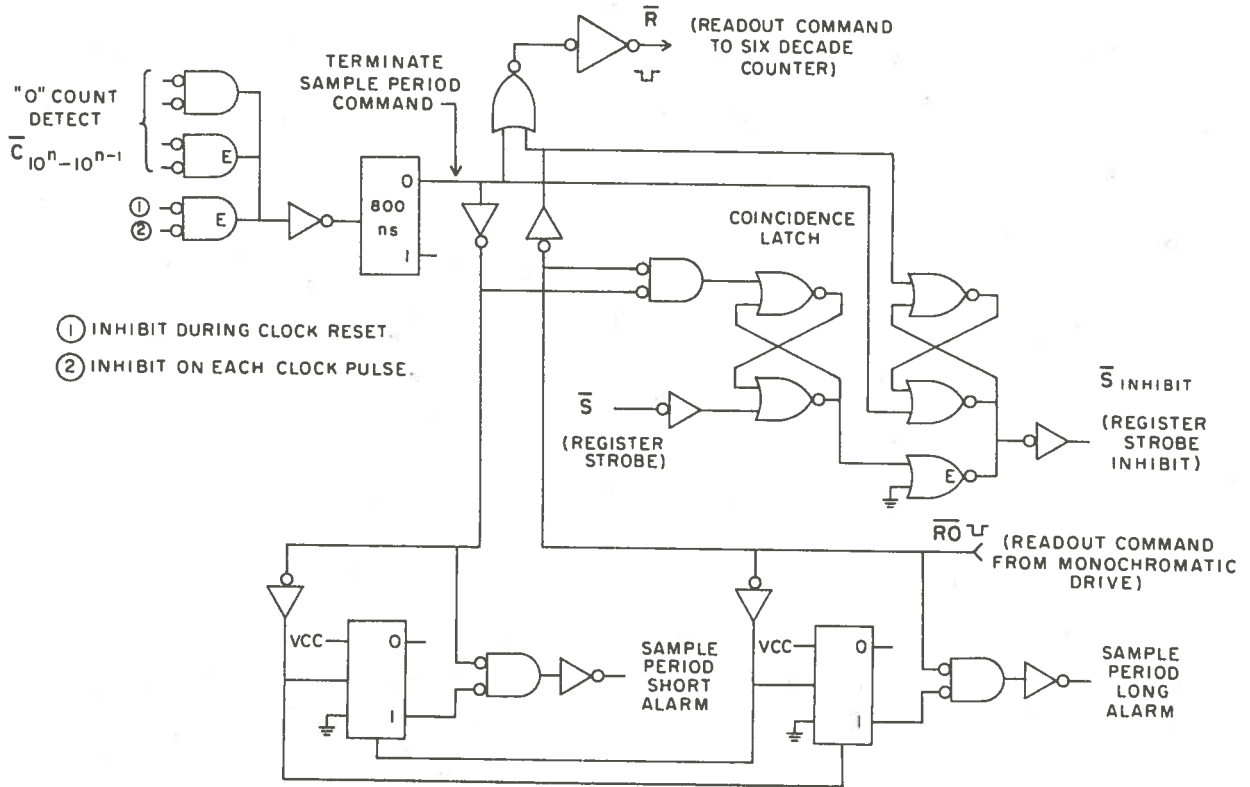 R̅ (READOUT COMMAND
TO SIX DECADE
COUNTER)
TERMINATE
SAMPLE PERIOD
COMMAND
"0" COUNT
DETECT
C̅ 10ⁿ-10ⁿ⁻¹
E
① 
② E
0
800
ns
1
COINCIDENCE
LATCH
① INHIBIT DURING CLOCK RESET.
② INHIBIT ON EACH CLOCK PULSE.
S̅
(REGISTER
STROBE)
E
S̅ INHIBIT
(REGISTER
STROBE
INHIBIT)
R̅O̅
(READOUT COMMAND
FROM MONOCHROMATIC
DRIVE)
VCC 0
1
SAMPLE
PERIOD
SHORT
ALARM
VCC 0
1
SAMPLE
PERIOD
LONG
ALARM